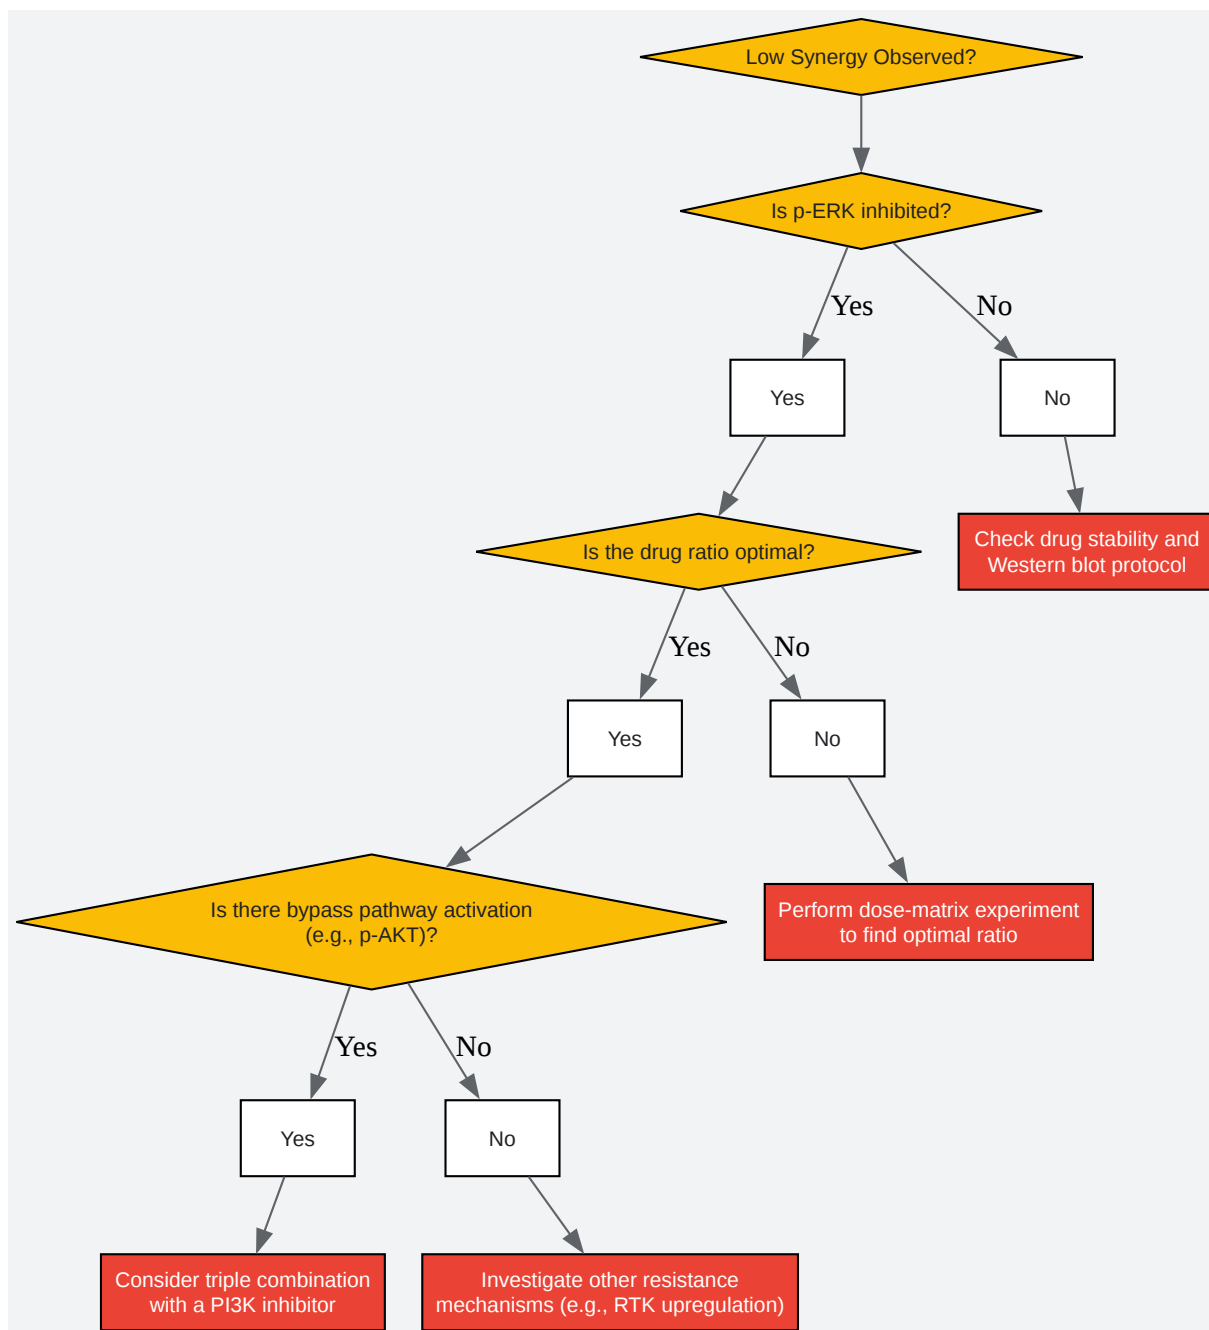 Low Synergy Observed?
Is p-ERK inhibited?
Yes
No
Yes
No
Is the drug ratio optimal?
Check drug stability and
Western blot protocol
Yes
No
Yes
No
Is there bypass pathway activation
(e.g., p-AKT)?
Perform dose-matrix experiment
to find optimal ratio
Yes
No
Yes
No
Consider triple combination
with a PI3K inhibitor
Investigate other resistance
mechanisms (e.g., RTK upregulation)